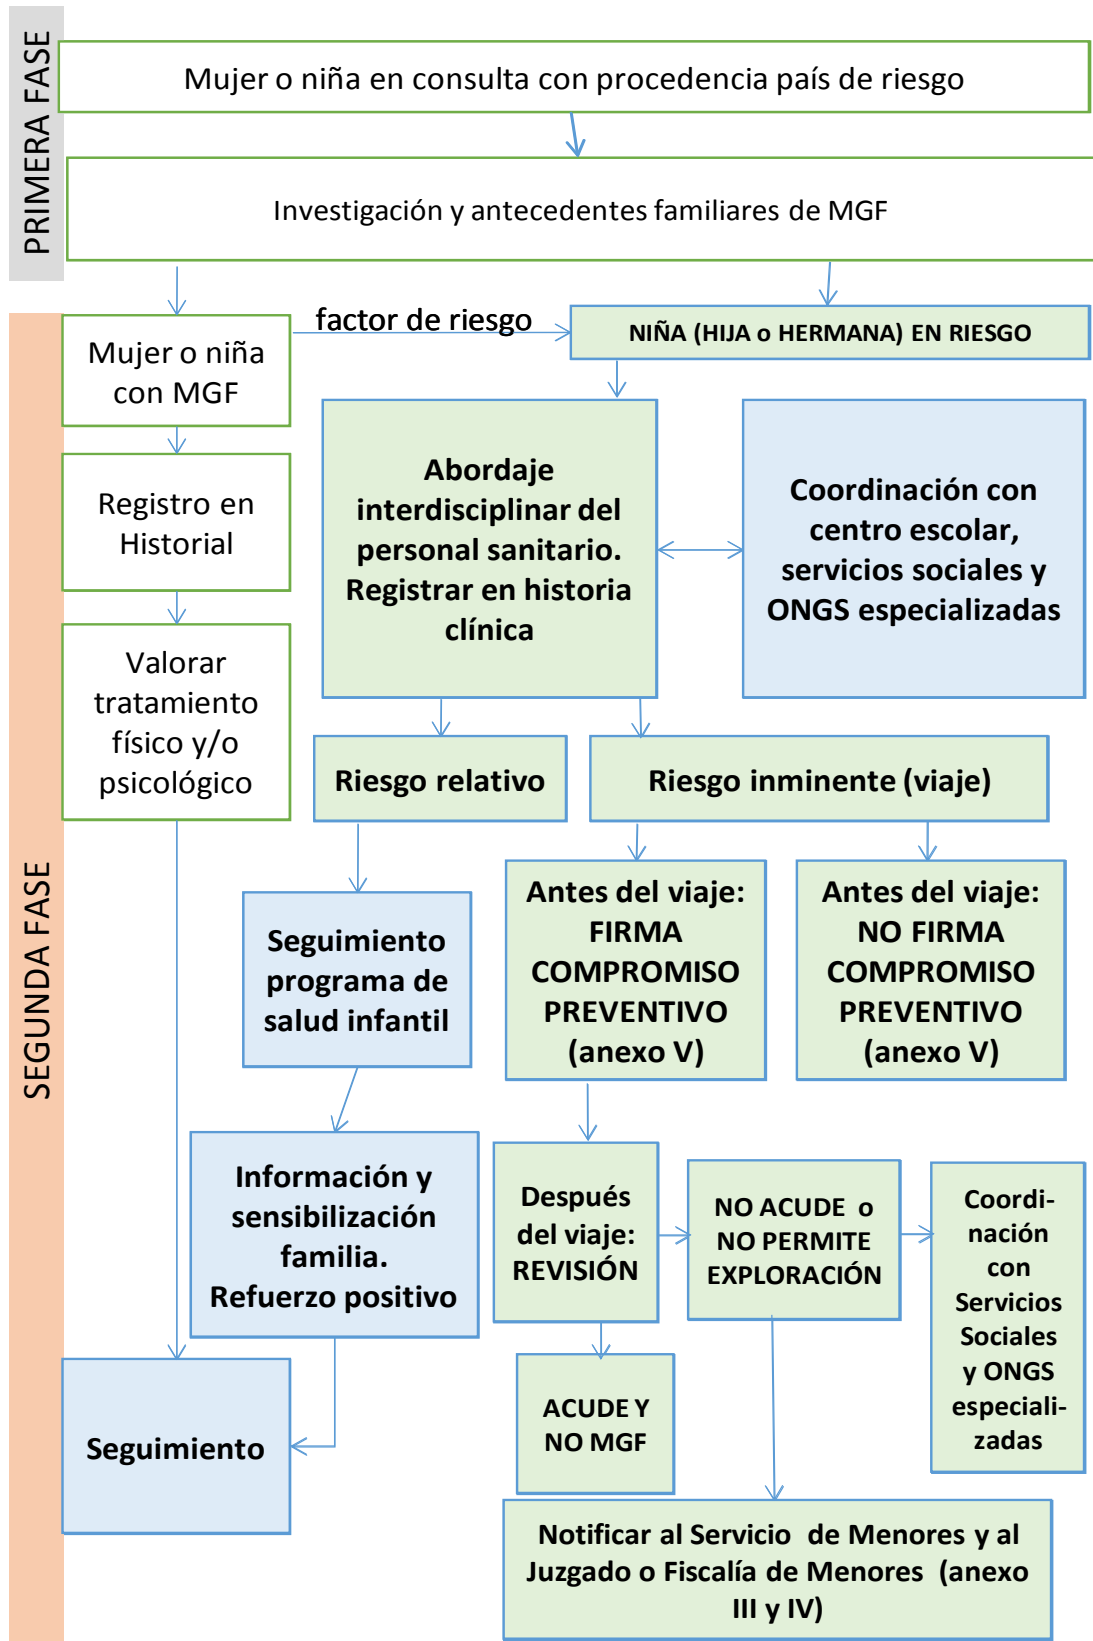 PRIMERA FASE
Mujer o niña en consulta con procedencia país de riesgo
Investigación y antecedentes familiares de MGF
SEGUNDA FASE
Mujer o niña
con MGF
factor de riesgo
NIÑA (HIJA o HERMANA) EN RIESGO
Registro en
Historial
Abordaje
interdisciplinar del
personal sanitario.
Registrar en historia
clínica
Coordinación con
centro escolar,
servicios sociales y
ONGS especializadas
Valorar
tratamiento
físico y/o
psicológico
Riesgo relativo
Riesgo inminente (viaje)
Seguimiento
programa de
salud infantil
Antes del viaje:
FIRMA
COMPROMISO
PREVENTIVO
(anexo V)
Antes del viaje:
NO FIRMA
COMPROMISO
PREVENTIVO
(anexo V)
Información y
sensibilización
familia.
Refuerzo positivo
Después
del viaje:
REVISIÓN
NO ACUDE o
NO PERMITE
EXPLORACIÓN
Coordi-
nación
con
Servicios
Sociales
y ONGS
especiali-
zadas
Seguimiento
ACUDE Y
NO MGF
Notificar al Servicio de Menores y al
Juzgado o Fiscalía de Menores (anexo
III y IV)